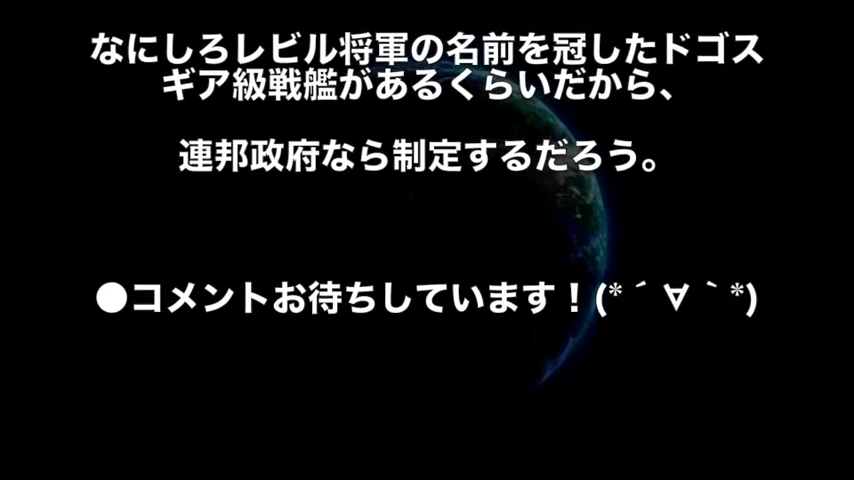 なにしろレビル将軍の名前を冠したドゴス
ギア級戦艦があるくらいだから、
連邦政府なら制定するだろう。
●コメントお待ちしています！(*´∀｀*)